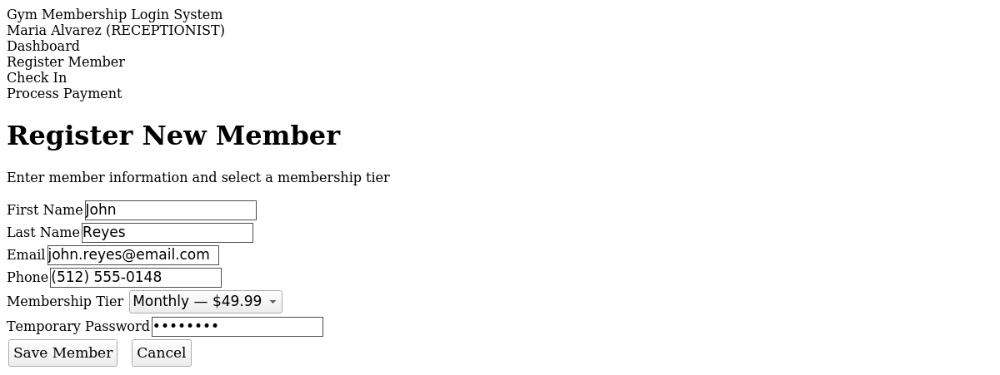 Gym Membership Login System
Maria Alvarez (RECEPTIONIST)
Dashboard
Register Member
Check In
Process Payment
Register New Member
Enter member information and select a membership tier
First Name John
Last Name Reyes
Email john.reyes@email.com
Phone (512) 555-0148
Membership Tier Monthly — $49.99
Temporary Password ••••••••
Save Member Cancel